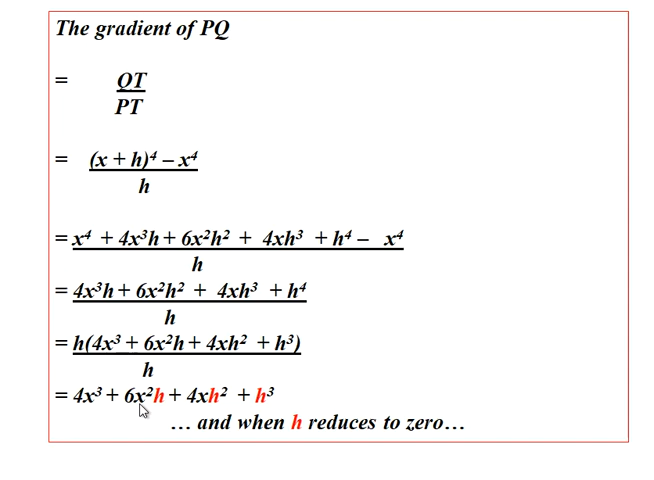 The gradient of PQ
= QT
PT
= (x + h)⁴ – x⁴
h
= x⁴ + 4x³h + 6x²h² + 4xh³ + h⁴ – x⁴
h
= 4x³h + 6x²h² + 4xh³ + h⁴
h
= h(4x³ + 6x²h + 4xh² + h³)
h
= 4x³ + 6x²h + 4xh² + h³
… and when h reduces to zero…